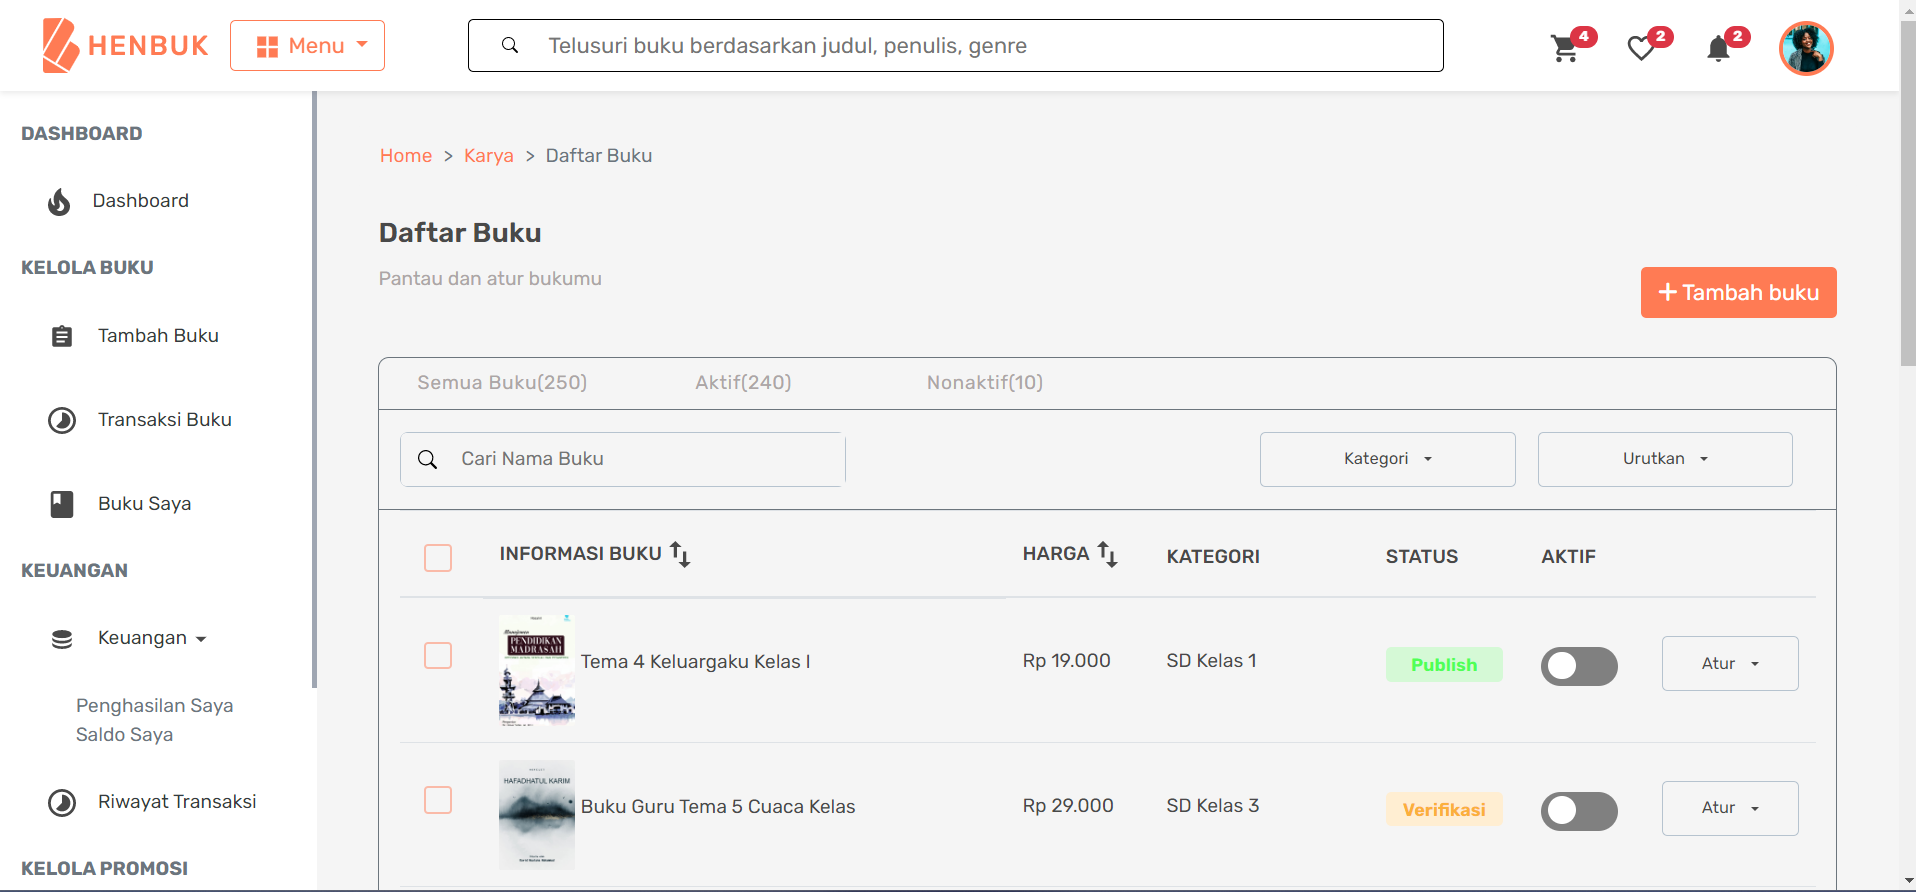 HENBUK
Menu
Telusuri buku berdasarkan judul, penulis, genre
4
2
2
DASHBOARD
Dashboard
KELOLA BUKU
Tambah Buku
Transaksi Buku
Buku Saya
KEUANGAN
Keuangan
Penghasilan Saya
Saldo Saya
Riwayat Transaksi
KELOLA PROMOSI
Home > Karya > Daftar Buku
Daftar Buku
Pantau dan atur bukumu
+ Tambah buku
Semua Buku(250) Aktif(240) Nonaktif(10)
Cari Nama Buku
Kategori
Urutkan
INFORMASI BUKU HARGA KATEGORI STATUS AKTIF
Manajemen
PENDIDIKAN
MADRASAH
Tema 4 Keluargaku Kelas I Rp 19.000 SD Kelas 1 Publish Atur
HAFADHATUL KARIM
Buku Guru Tema 5 Cuaca Kelas Rp 29.000 SD Kelas 3 Verifikasi Atur